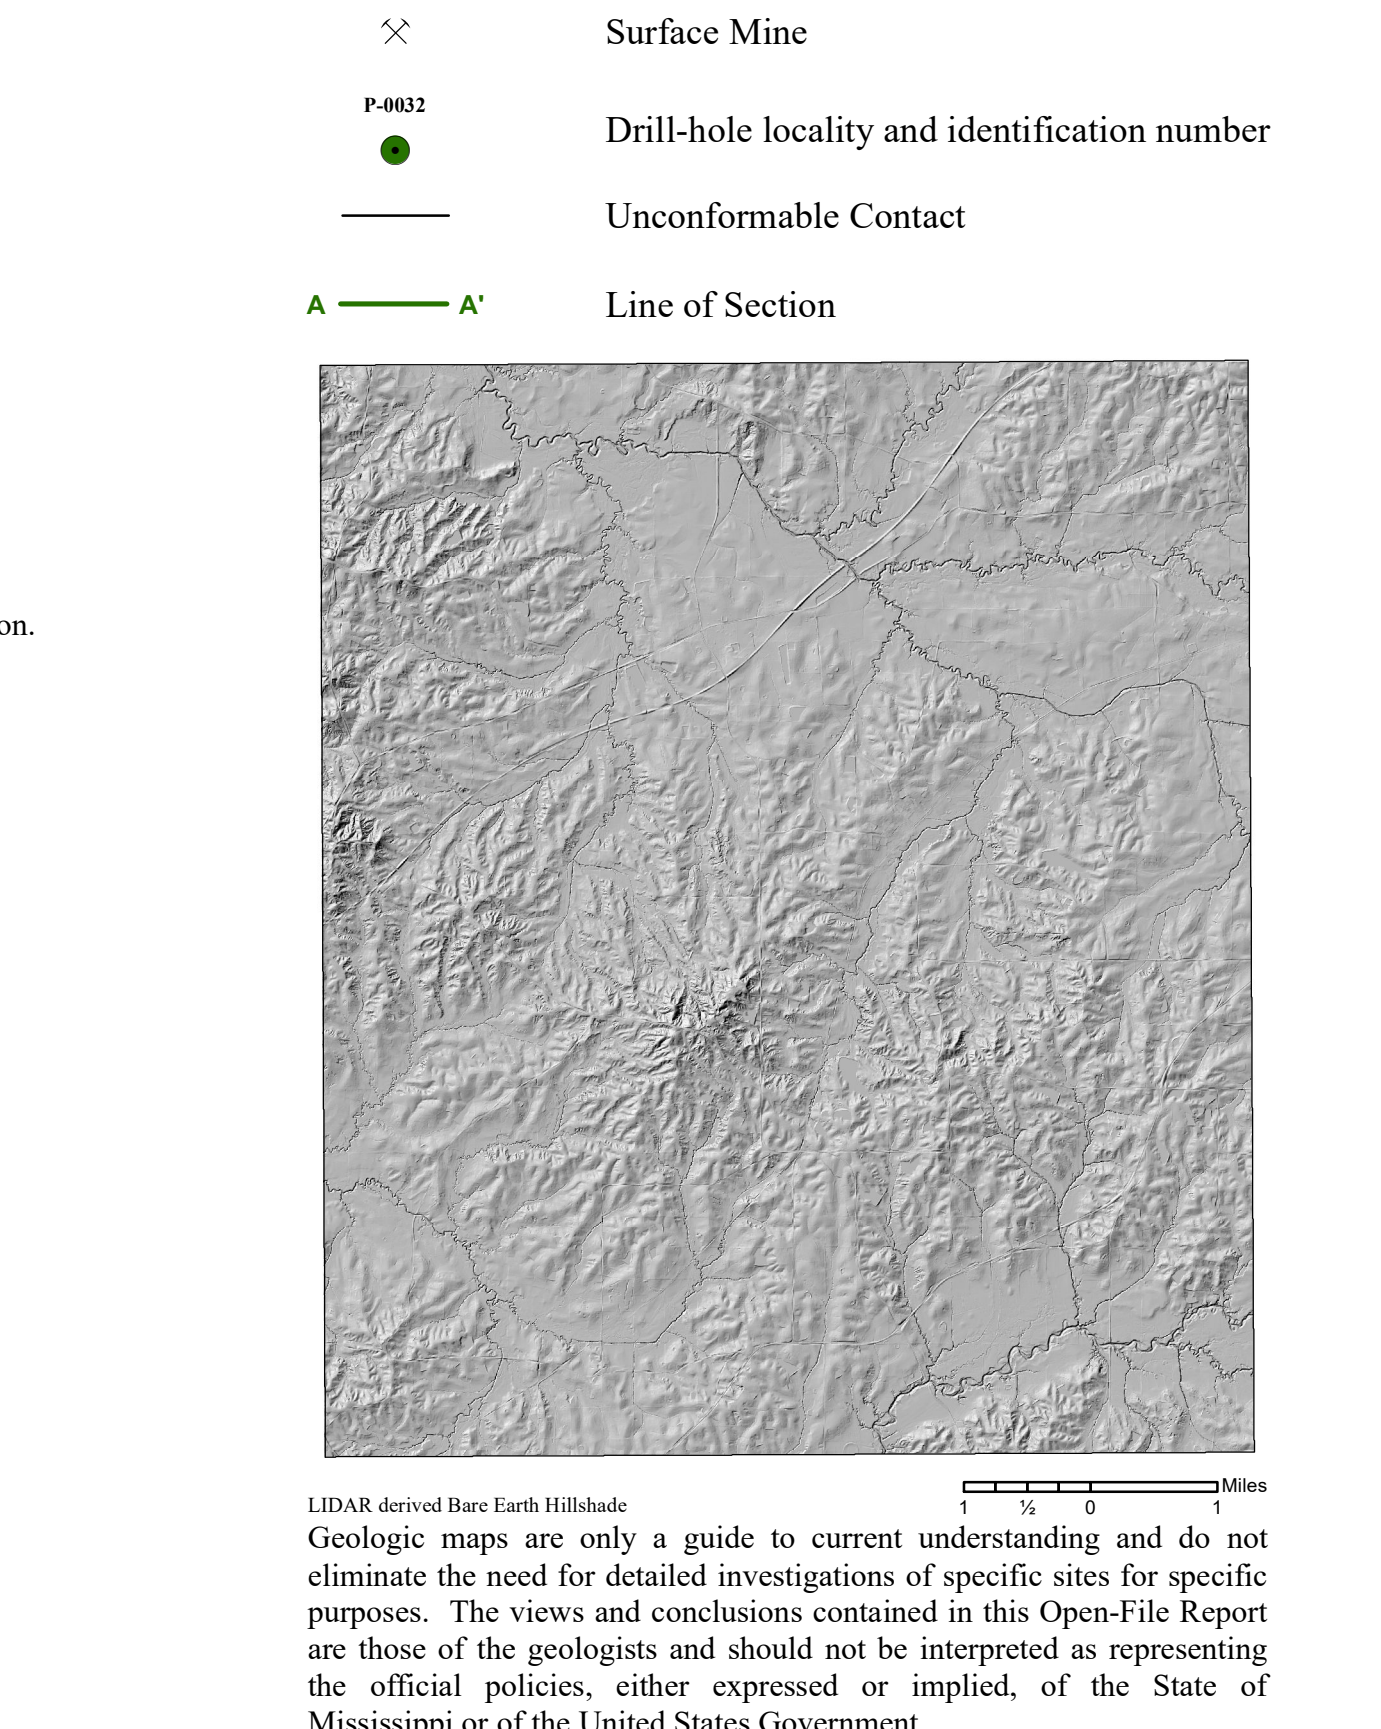 Surface Mine
P-0032
Drill-hole locality and identification number
Unconformable Contact
A A' Line of Section
on.
Miles
1 ½ 0 1
LIDAR derived Bare Earth Hillshade
Geologic maps are only a guide to current understanding and do not
eliminate the need for detailed investigations of specific sites for specific
purposes. The views and conclusions contained in this Open-File Report
are those of the geologists and should not be interpreted as representing
the official policies, either expressed or implied, of the State of
Mississippi or of the United States Government